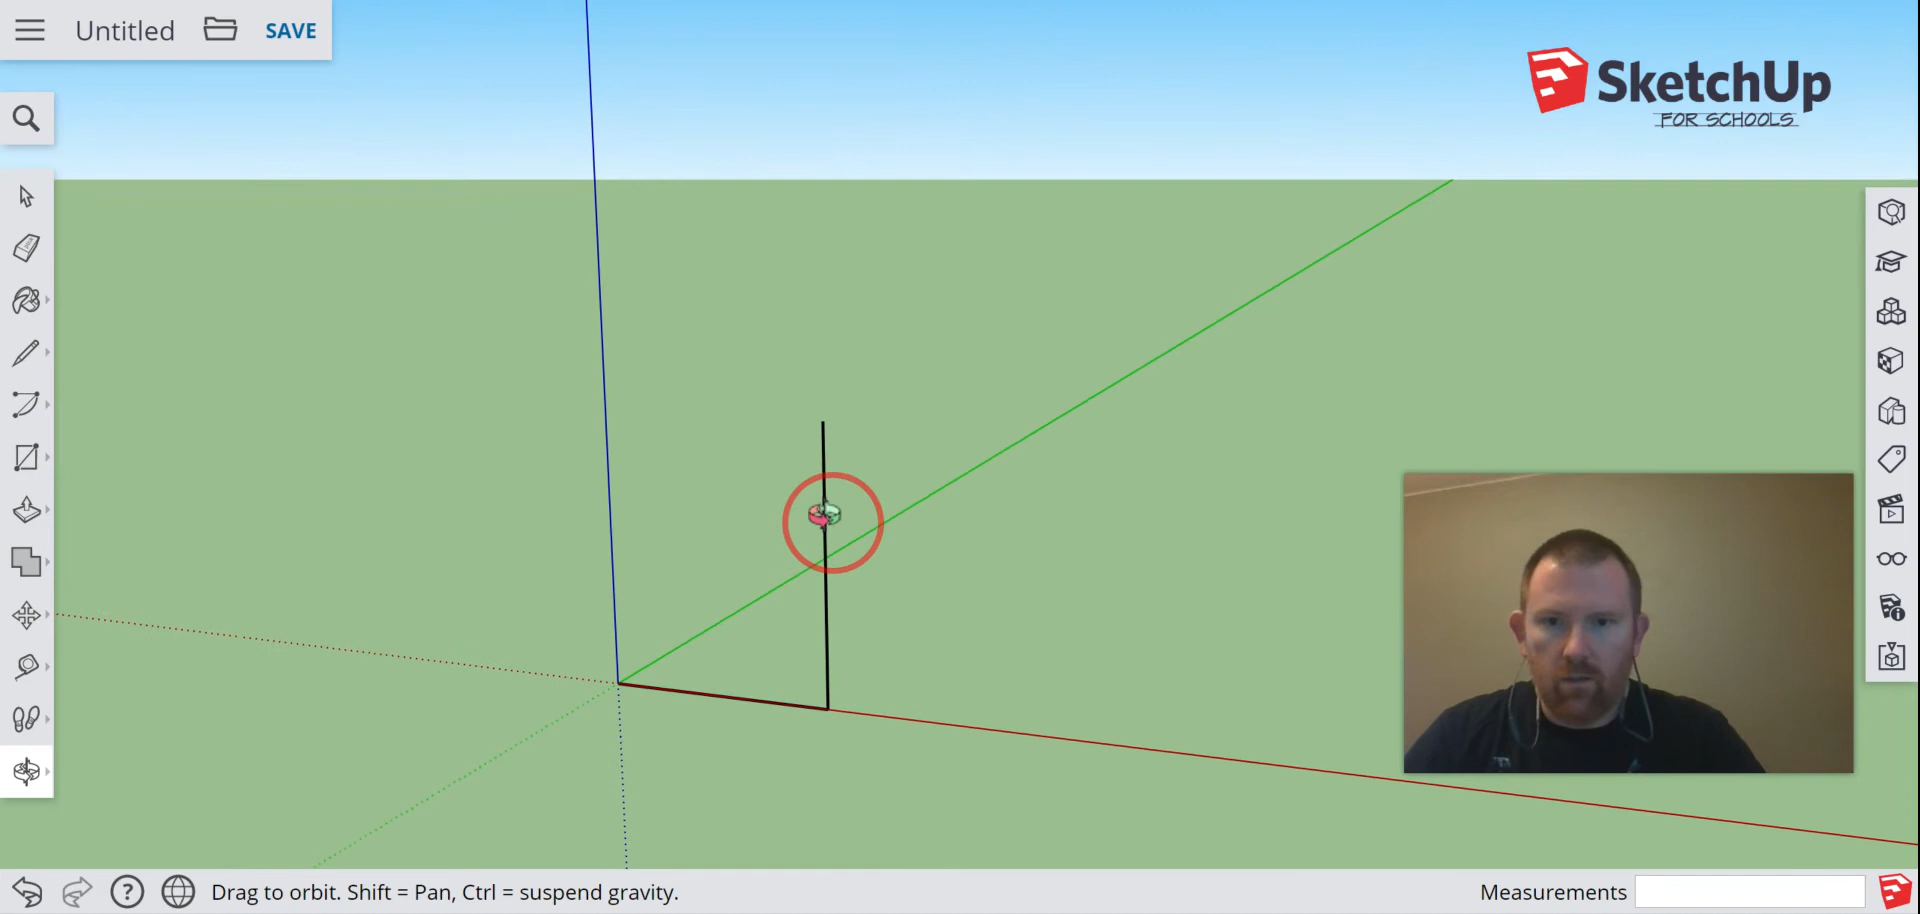 Untitled SAVE
SketchUp
FOR SCHOOLS
Drag to orbit. Shift = Pan, Ctrl = suspend gravity.
Measurements